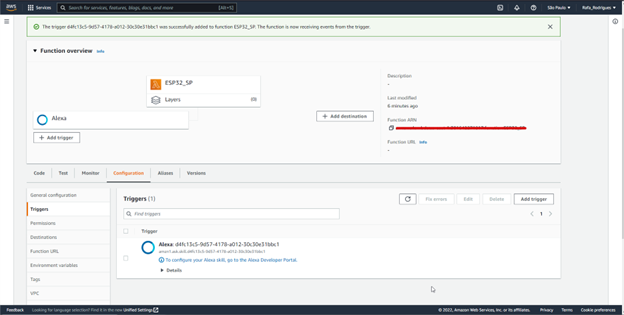 aws
Services
Search for services, features, blogs, docs, and more
[Alt+S]
São Paulo
Rafa_Rodrigues
The trigger d4fc13c5-9d57-4178-a012-30c30e31bbc1 was successfully added to function ESP32_SP. The function is now receiving events from the trigger.
Function overview Info
ESP32_SP
Layers (0)
Alexa
+ Add trigger
+ Add destination
Description
-
Last modified
6 minutes ago
Function ARN
Function URL Info
-
Code Test Monitor Configuration Aliases Versions
General configuration
Triggers
Permissions
Destinations
Function URL
Environment variables
Tags
VPC
Triggers (1)
Fix errors Edit Delete Add trigger
Find triggers
1
Trigger
Alexa: d4fc13c5-9d57-4178-a012-30c30e31bbc1
To configure your Alexa skill, go to the Alexa Developer Portal.
Details
Feedback Looking for language selection? Find it in the new Unified Settings
© 2022, Amazon Web Services, Inc. or its affiliates. Privacy Terms Cookie preferences